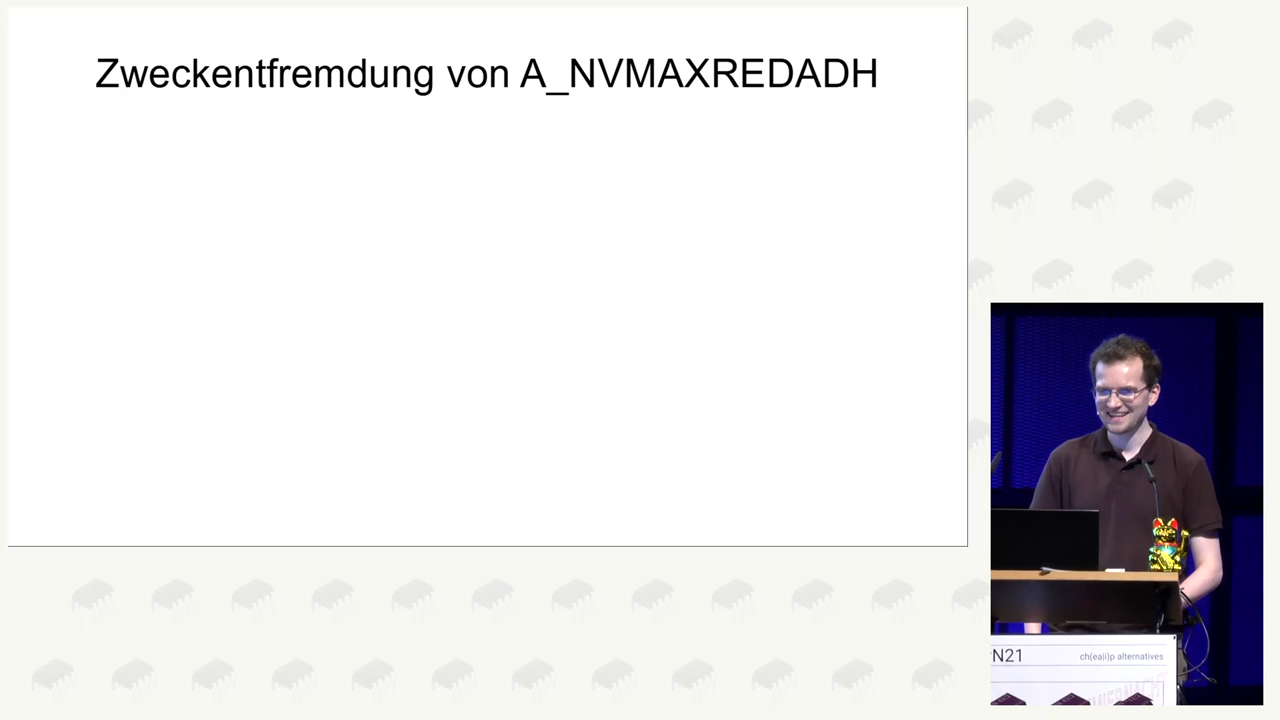 Zweckentfremdung von A_NVMAXREDADH
N21
ch(ea|i)p alternatives